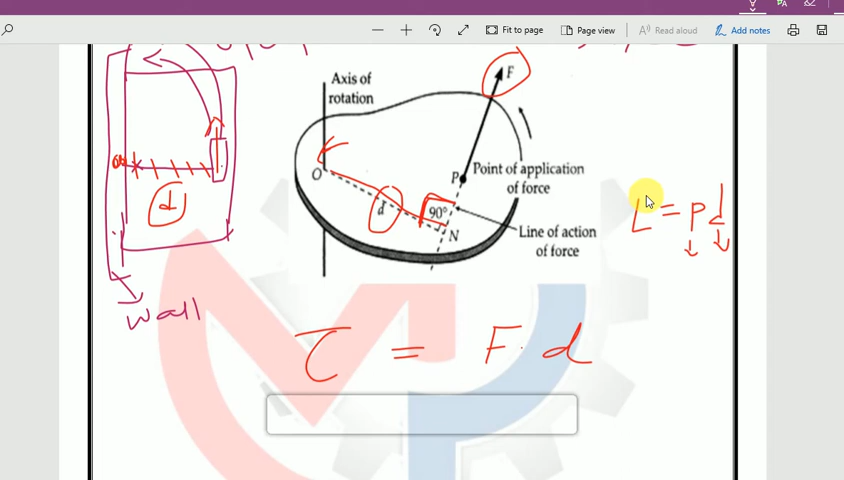 Fit to page
Page view
Read aloud
Add notes
Axis of
rotation
F
O
P
Point of application
of force
d
d
90°
N
Line of action
of force
L = Pd
wall
τ = F. d